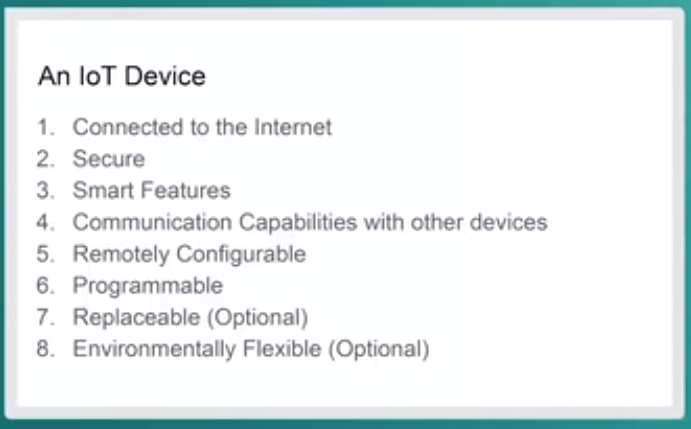 An IoT Device
1. Connected to the Internet
2. Secure
3. Smart Features
4. Communication Capabilities with other devices
5. Remotely Configurable
6. Programmable
7. Replaceable (Optional)
8. Environmentally Flexible (Optional)